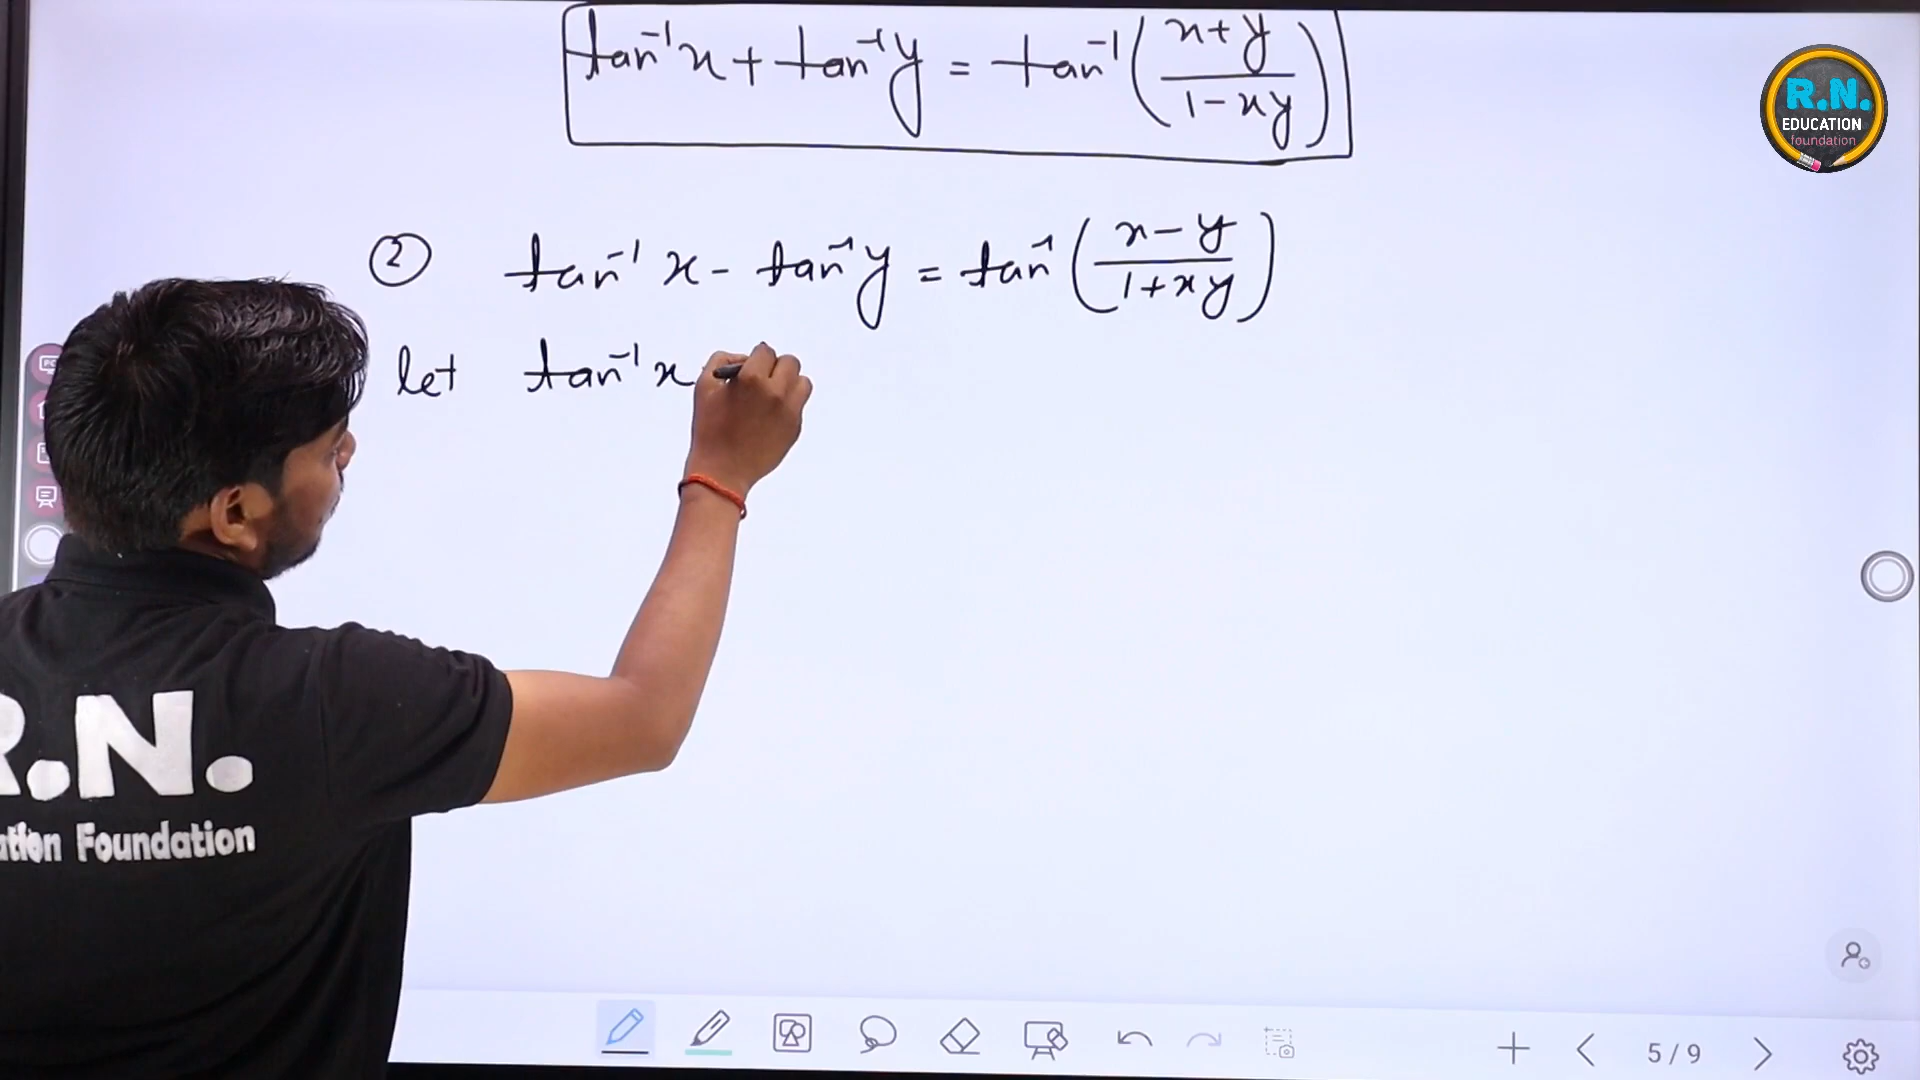 tan⁻¹x + tan⁻¹y = tan⁻¹(x+y / 1-xy)
R.N.
EDUCATION
foundation
② tan⁻¹x - tan⁻¹y = tan⁻¹(x-y / 1+xy)
let tan⁻¹x
R.N.
Foundation
5/9